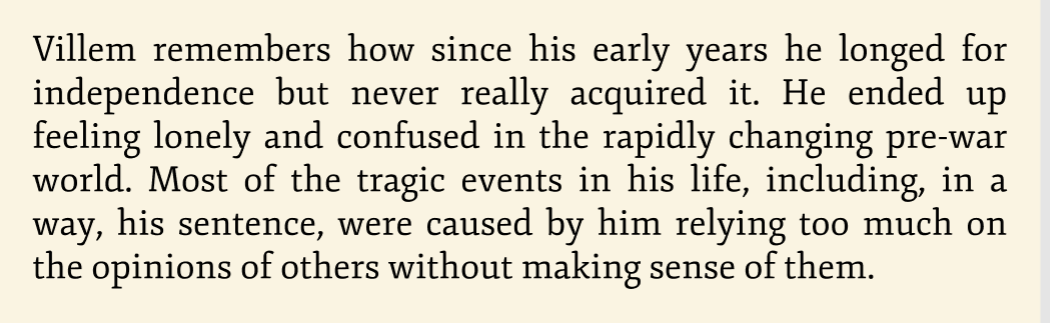 Villem remembers how since his early years he longed for
independence but never really acquired it. He ended up
feeling lonely and confused in the rapidly changing pre-war
world. Most of the tragic events in his life, including, in a
way, his sentence, were caused by him relying too much on
the opinions of others without making sense of them.